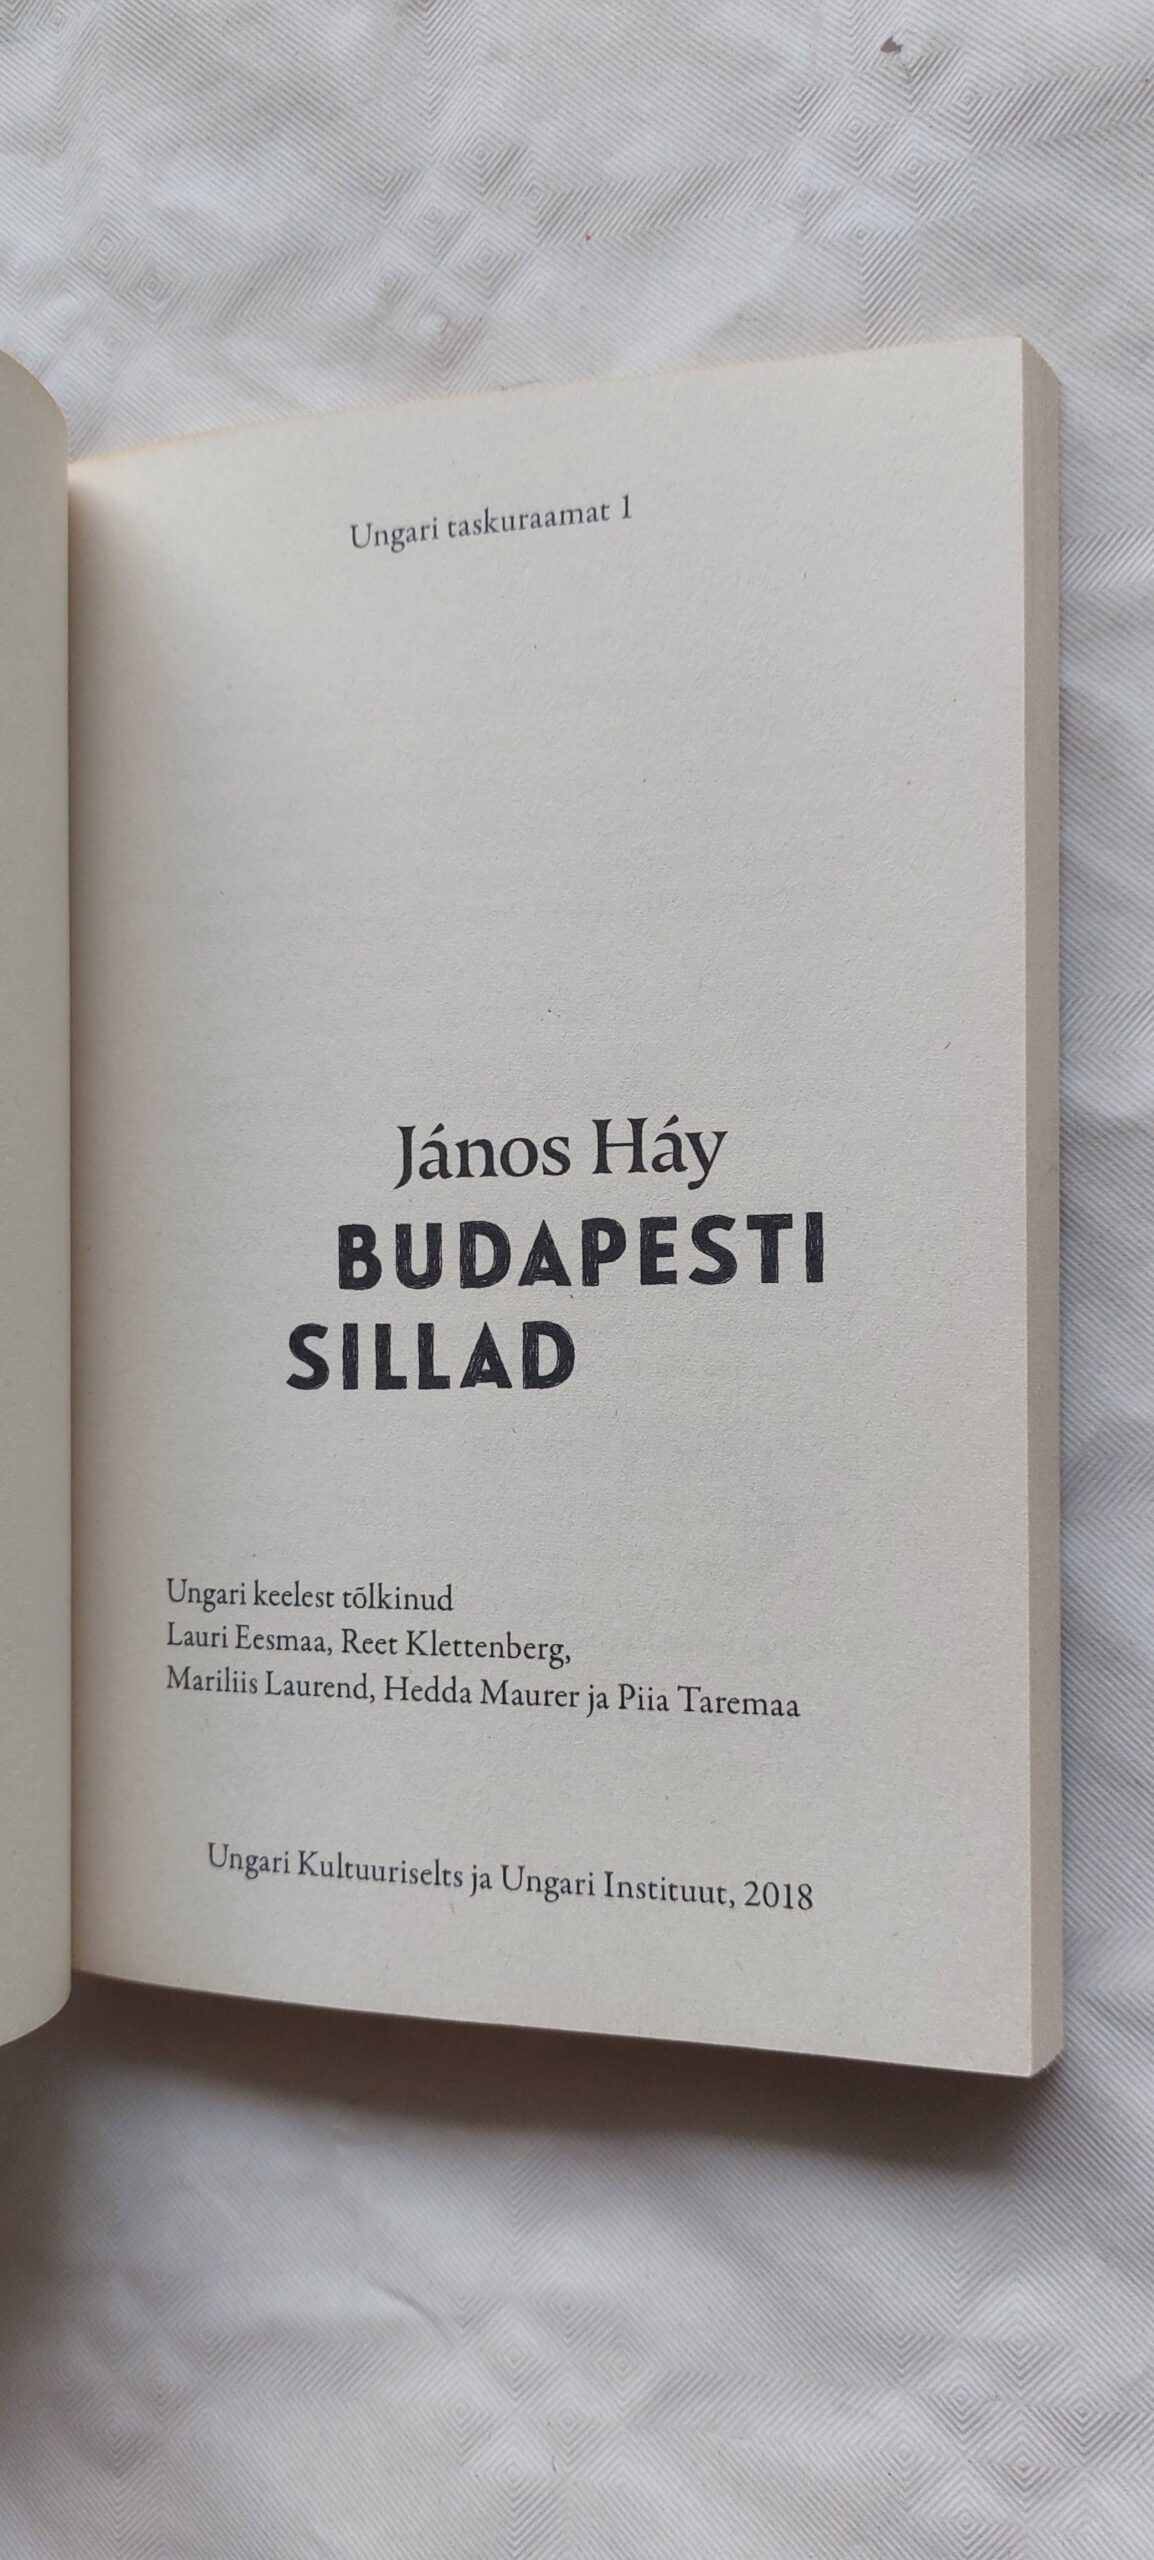 Ungari taskuraamat 1
János Háy
BUDAPESTI
SILLAD
Ungari keelest tõlkinud
Lauri Eesmaa, Reet Klettenberg,
Mariliis Laurend, Hedda Maurer ja Piia Taremaa
Ungari Kultuuriselts ja Ungari Instituut, 2018